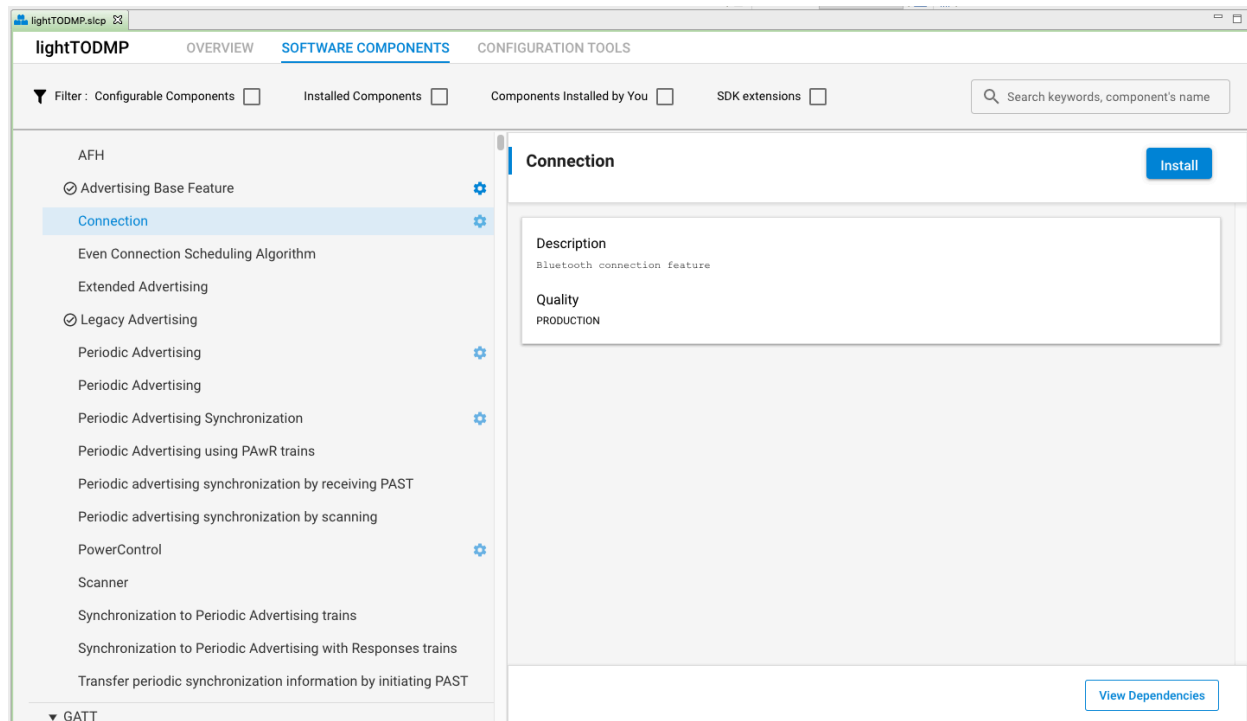 lightTODMP.slcp
lightTODMP OVERVIEW SOFTWARE COMPONENTS CONFIGURATION TOOLS
Filter : Configurable Components Installed Components Components Installed by You SDK extensions Search keywords, component's name
AFH
Advertising Base Feature
Connection
Even Connection Scheduling Algorithm
Extended Advertising
Legacy Advertising
Periodic Advertising
Periodic Advertising
Periodic Advertising Synchronization
Periodic Advertising using PAwR trains
Periodic advertising synchronization by receiving PAST
Periodic advertising synchronization by scanning
PowerControl
Scanner
Synchronization to Periodic Advertising trains
Synchronization to Periodic Advertising with Responses trains
Transfer periodic synchronization information by initiating PAST
GATT
Connection
Install
Description
Bluetooth connection feature
Quality
PRODUCTION
View Dependencies